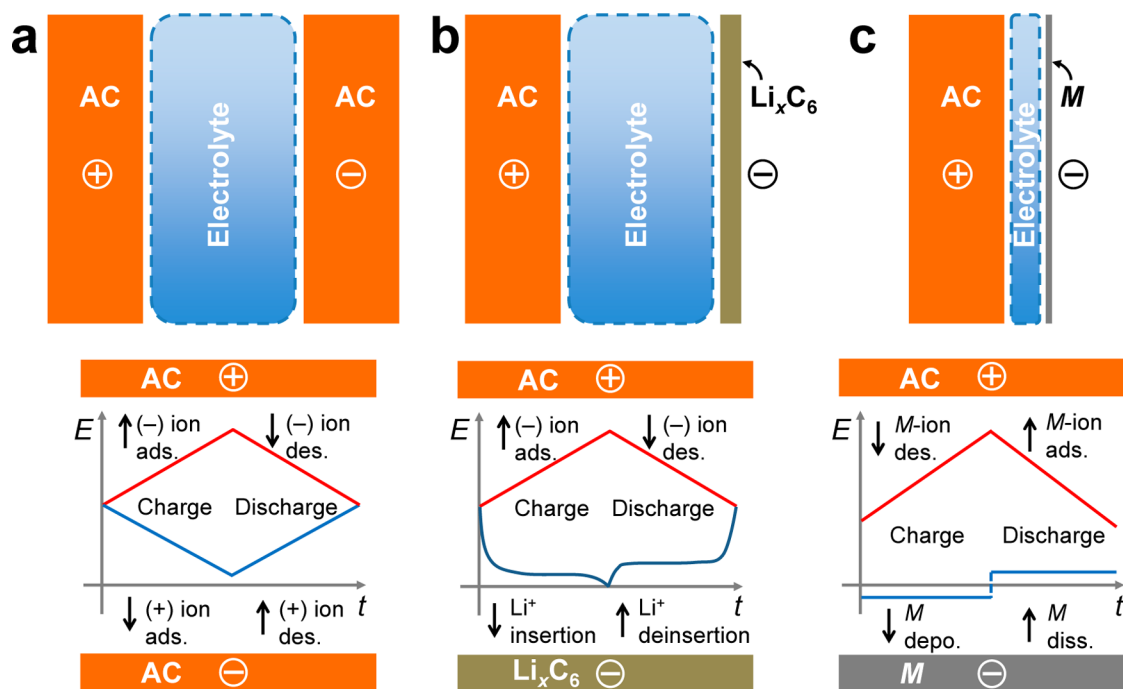 a
AC
⊕
Electrolyte
AC
⊖
b
AC
⊕
Electrolyte
LiₓC₆
⊖
c
AC
⊕
Electrolyte
M
⊖
AC ⊕
E
(–) ion
ads.
(–) ion
des.
Charge Discharge
t
(+) ion
ads.
(+) ion
des.
AC ⊖
AC ⊕
E
(–) ion
ads.
(–) ion
des.
Charge Discharge
t
Li⁺
insertion
Li⁺
deinsertion
LiₓC₆ ⊖
AC ⊕
E
M-ion
des.
M-ion
ads.
Charge Discharge
t
M
depo.
M
diss.
M ⊖